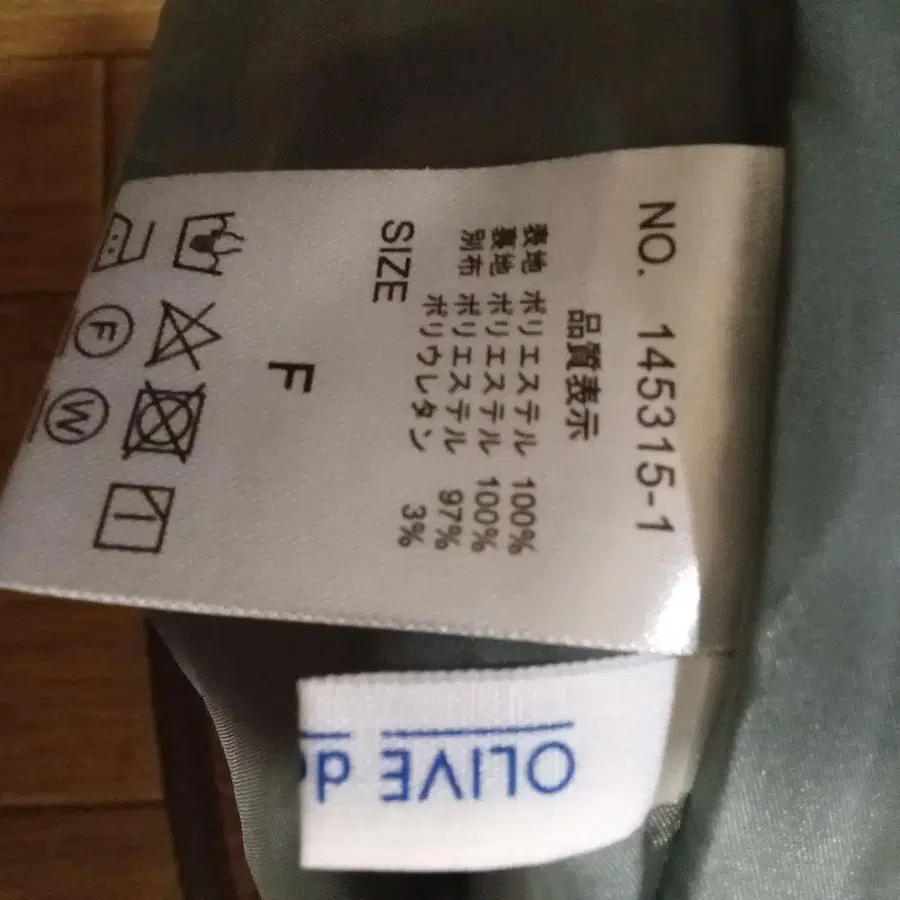 NO. 145315-1
品質表示
表地 ポリエステル 100%
裏地 ポリエステル 100%
別布 ポリエステル 97%
ポリウレタン 3%
SIZE
F
F
W
OLIVE d